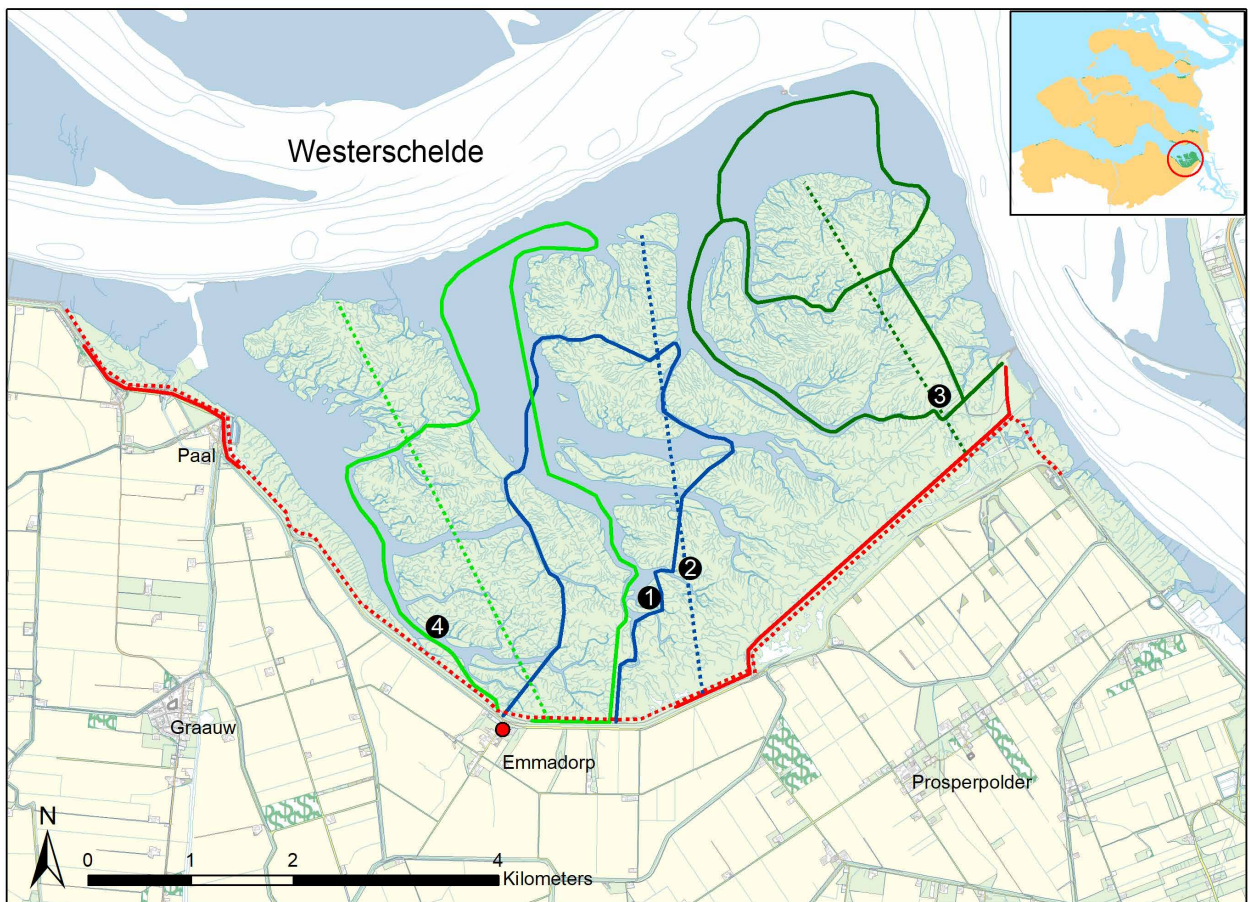 Westerschelde
3
Paal
2
1
4
Graauw
Emmadorp
Prosperpolder
N
0 1 2 4
Kilometers